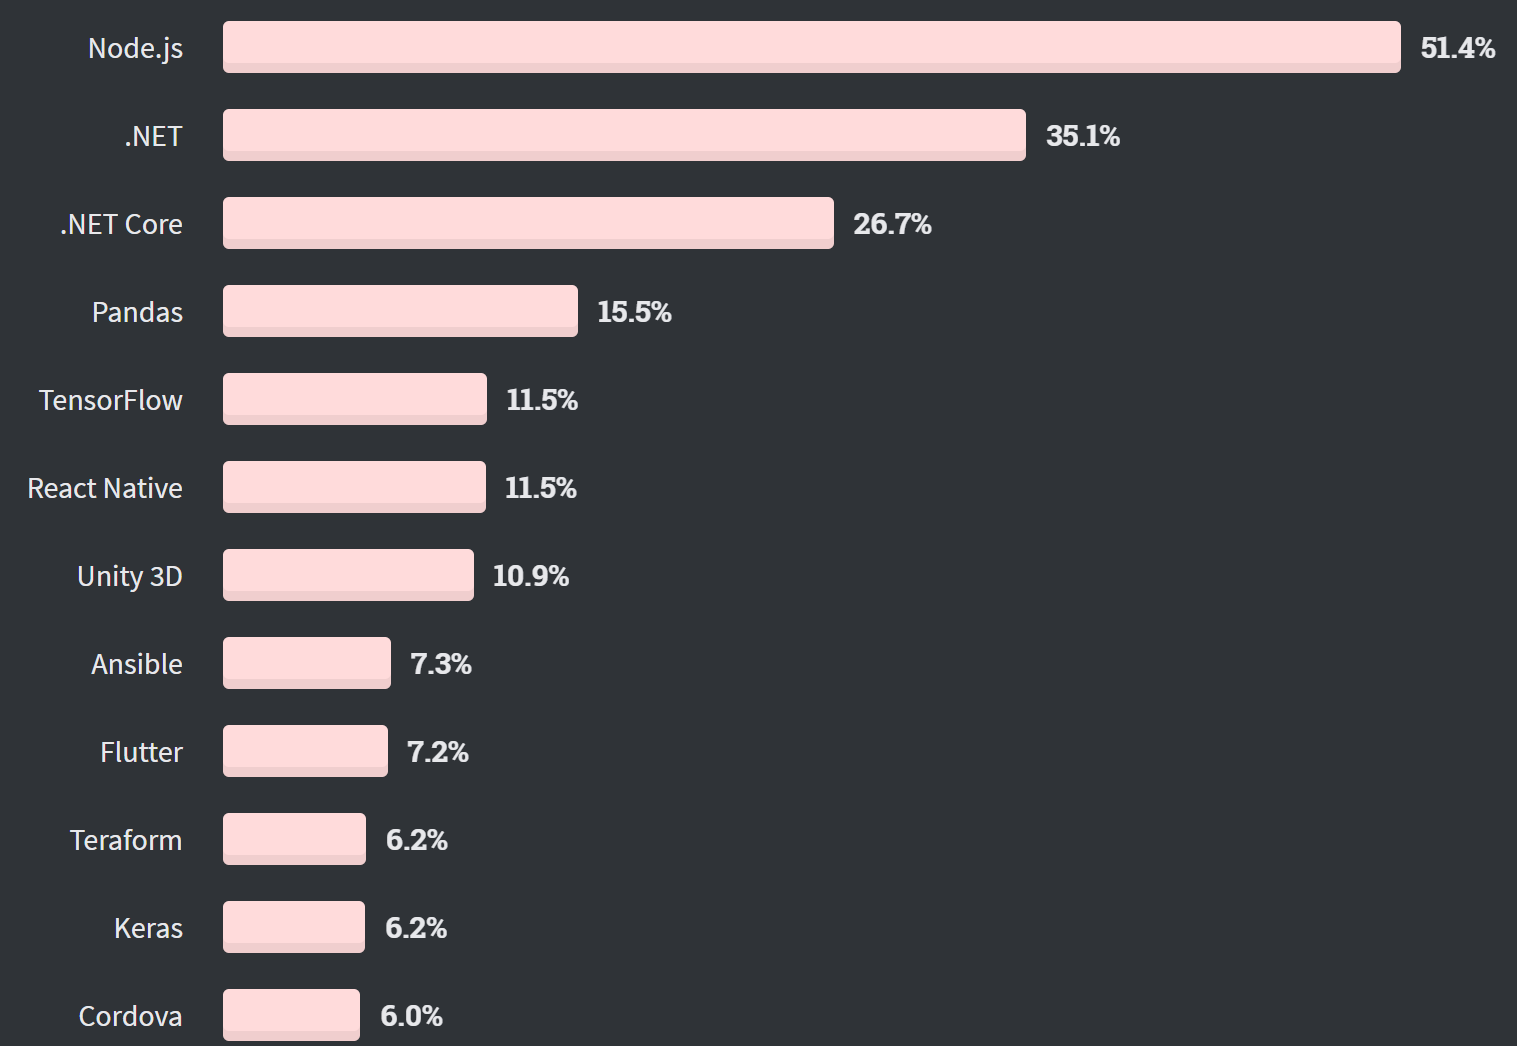 Node.js 51.4%
.NET 35.1%
.NET Core 26.7%
Pandas 15.5%
TensorFlow 11.5%
React Native 11.5%
Unity 3D 10.9%
Ansible 7.3%
Flutter 7.2%
Teraform 6.2%
Keras 6.2%
Cordova 6.0%